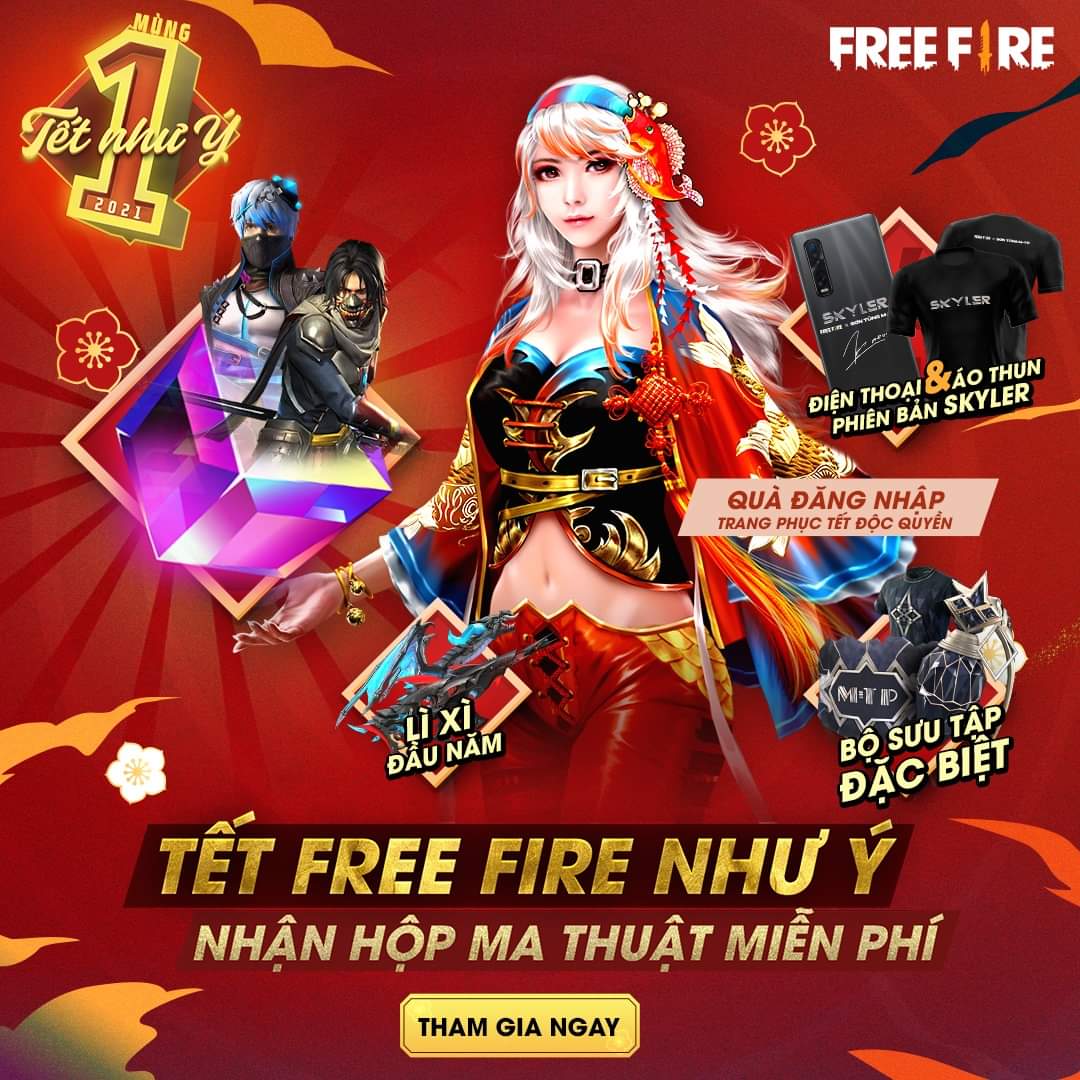 MÙNG
1
Tết như Ý
2021
FREE FIRE
SKYLER
SKYLER
ĐIỆN THOẠI & ÁO THUN
PHIÊN BẢN SKYLER
QUÀ ĐĂNG NHẬP
TRANG PHỤC TẾT ĐỘC QUYỀN
LÌ XÌ
ĐẦU NĂM
M-TP
BỘ SƯU TẬP
ĐẶC BIỆT
TẾT FREE FIRE NHƯ Ý
NHẬN HỘP MA THUẬT MIỄN PHÍ
THAM GIA NGAY